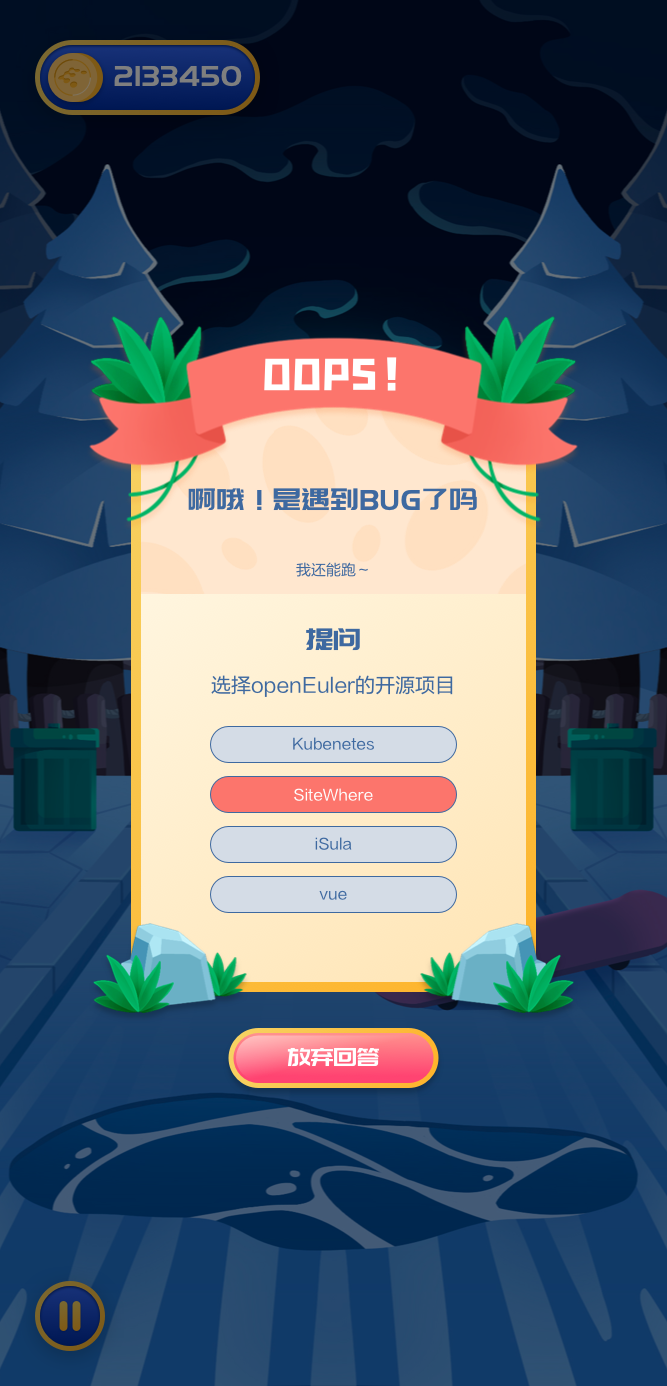 2133450
OOPS!
啊哦！是遇到BUG了吗
我还能跑~
提问
选择openEuler的开源项目
Kubenetes
SiteWhere
iSula
vue
放弃回答